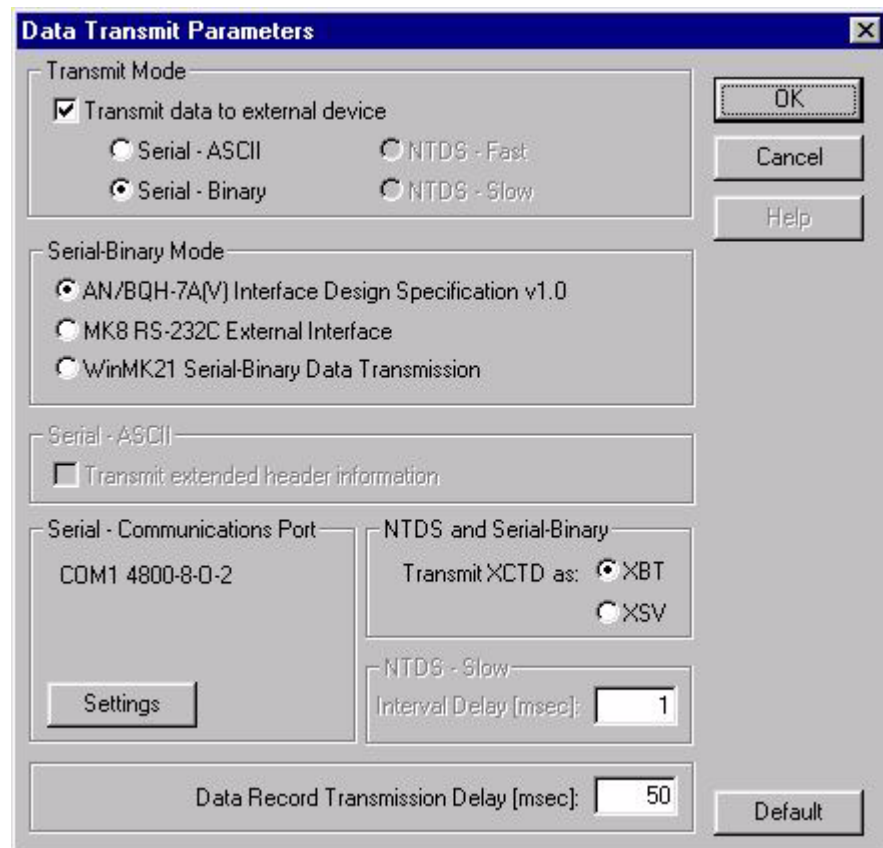 Data Transmit Parameters
Transmit Mode
Transmit data to external device
Serial - ASCII
NTDS - Fast
Serial - Binary
NTDS - Slow
OK
Cancel
Help
Serial-Binary Mode
AN/BQH-7A(V) Interface Design Specification v1.0
MK8 RS-232C External Interface
WinMK21 Serial-Binary Data Transmission
Serial - ASCII
Transmit extended header information
Serial - Communications Port
COM1 4800-8-O-2
Settings
NTDS and Serial-Binary
Transmit XCTD as: XBT
XSV
NTDS - Slow
Interval Delay [msec]: 1
Data Record Transmission Delay [msec]: 50
Default